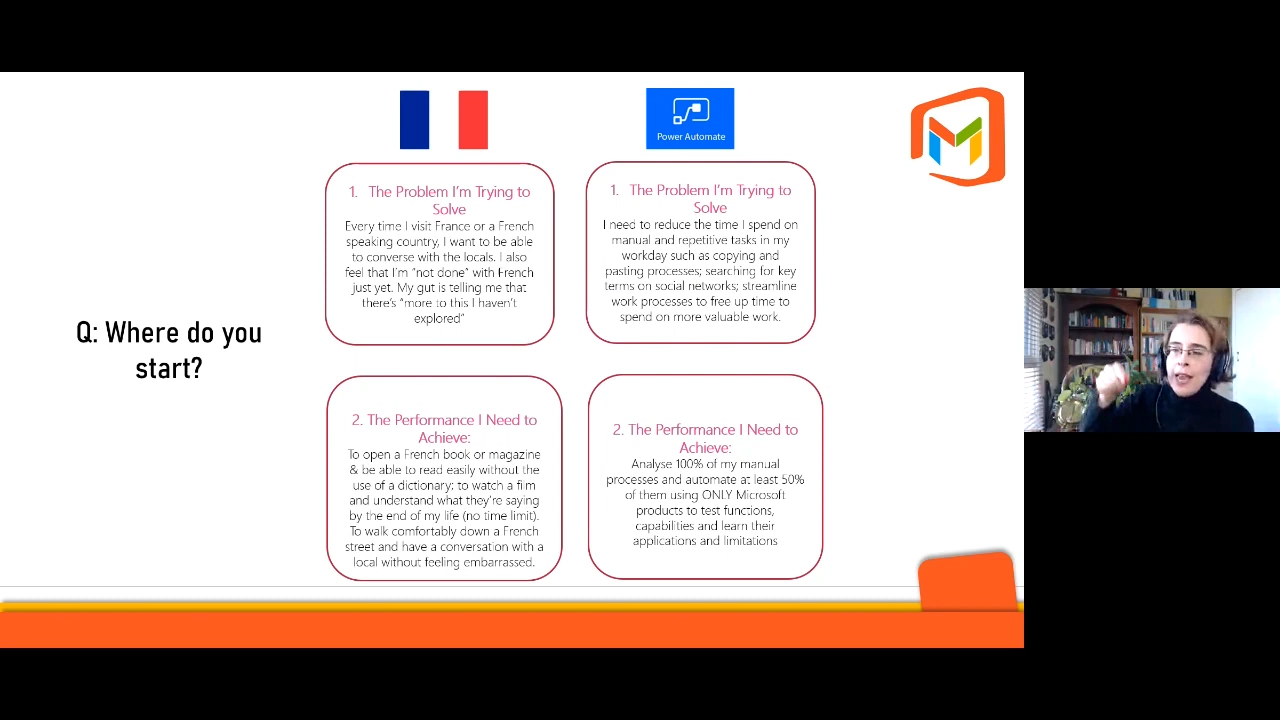 Q: Where do you
start?
Power Automate
1. The Problem I'm Trying to
Solve
Every time I visit France or a French
speaking country, I want to be able
to converse with the locals. I also
feel that I'm "not done" with French
just yet. My gut is telling me that
there's "more to this I haven't
explored"
1. The Problem I'm Trying to
Solve
I need to reduce the time I spend on
manual and repetitive tasks in my
workday such as copying and
pasting processes; searching for key
terms on social networks; streamline
work processes to free up time to
spend on more valuable work.
2. The Performance I Need to
Achieve:
To open a French book or magazine
& be able to read easily without the
use of a dictionary; to watch a film
and understand what they're saying
by the end of my life (no time limit).
To walk comfortably down a French
street and have a conversation with a
local without feeling embarrassed.
2. The Performance I Need to
Achieve:
Analyse 100% of my manual
processes and automate at least 50%
of them using ONLY Microsoft
products to test functions,
capabilities and learn their
applications and limitations